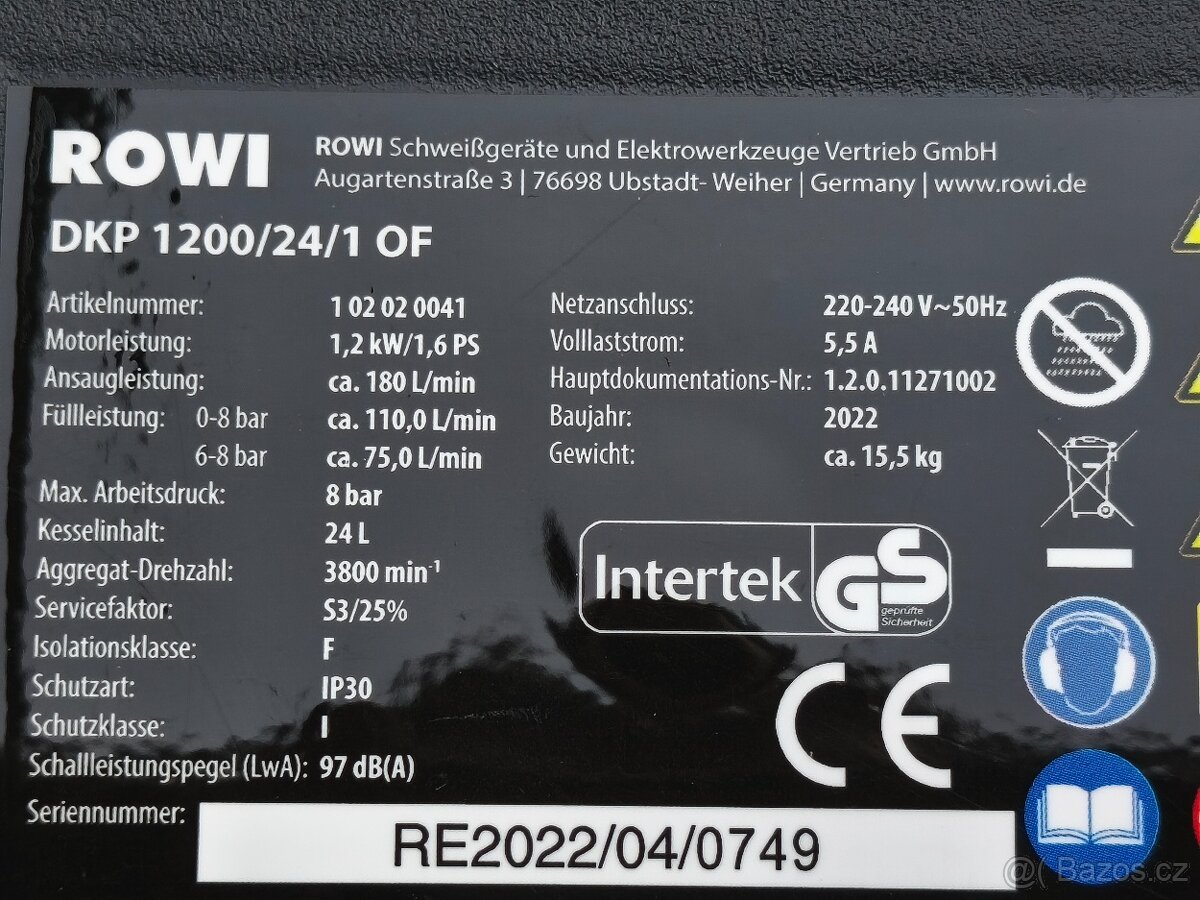 ROWI
ROWI Schweißgeräte und Elektrowerkzeuge Vertrieb GmbH
Augartenstraße 3 | 76698 Ubstadt- Weiher | Germany | www.rowi.de
DKP 1200/24/1 OF
Artikelnummer: 1 02 02 0041
Motorleistung: 1,2 kW/1,6 PS
Ansaugleistung: ca. 180 L/min
Füllleistung: 0-8 bar ca. 110,0 L/min
6-8 bar ca. 75,0 L/min
Max. Arbeitsdruck: 8 bar
Kesselinhalt: 24 L
Aggregat-Drehzahl: 3800 min⁻¹
Servicefaktor: S3/25%
Isolationsklasse: F
Schutzart: IP30
Schutzklasse: I
Schallleistungspegel (LwA): 97 dB(A)
Netzanschluss: 220-240 V~50Hz
Volllaststrom: 5,5 A
Hauptdokumentations-Nr.: 1.2.0.11271002
Baujahr: 2022
Gewicht: ca. 15,5 kg
Intertek GS
geprüfte
Sicherheit
CE
Seriennummer: RE2022/04/0749
@( Bazos.cz